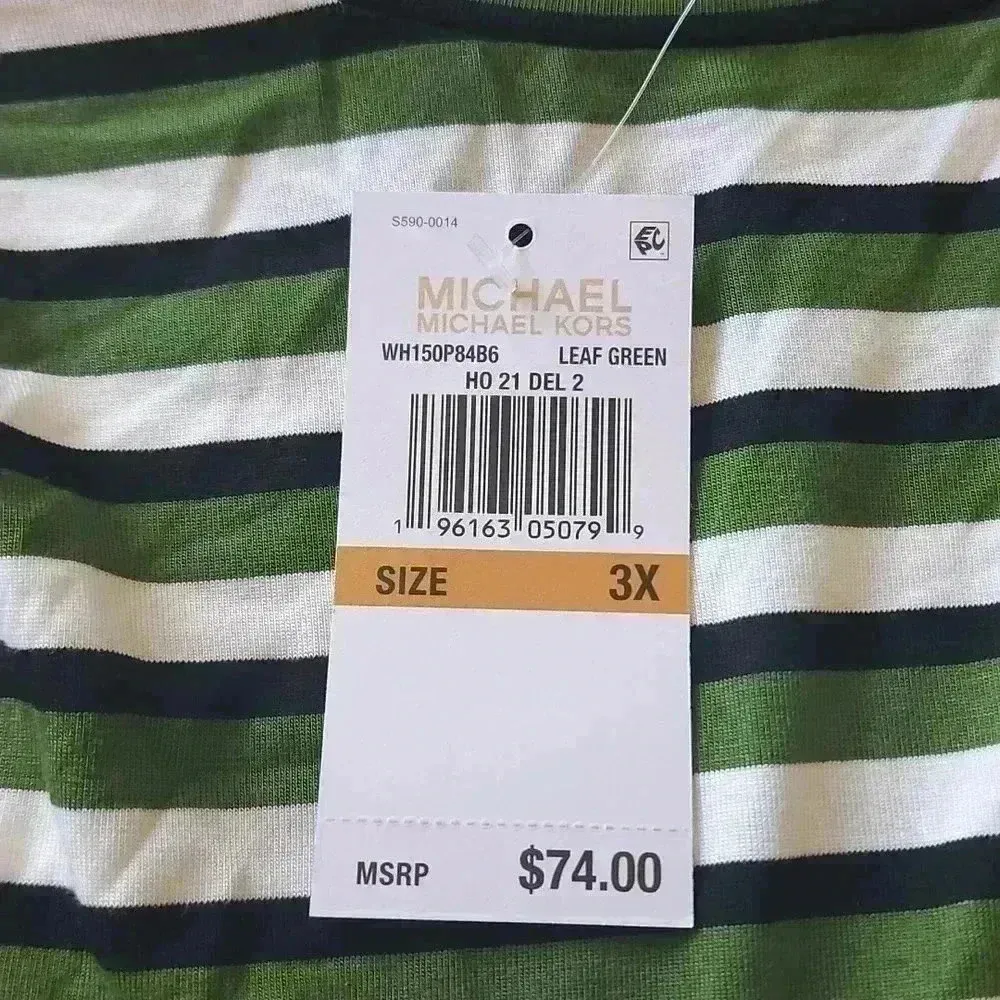 S590-0014
EPC
MICHAEL
MICHAEL KORS
WH150P84B6 LEAF GREEN
HO 21 DEL 2
1 96163 05079 9
SIZE 3X
MSRP $74.00